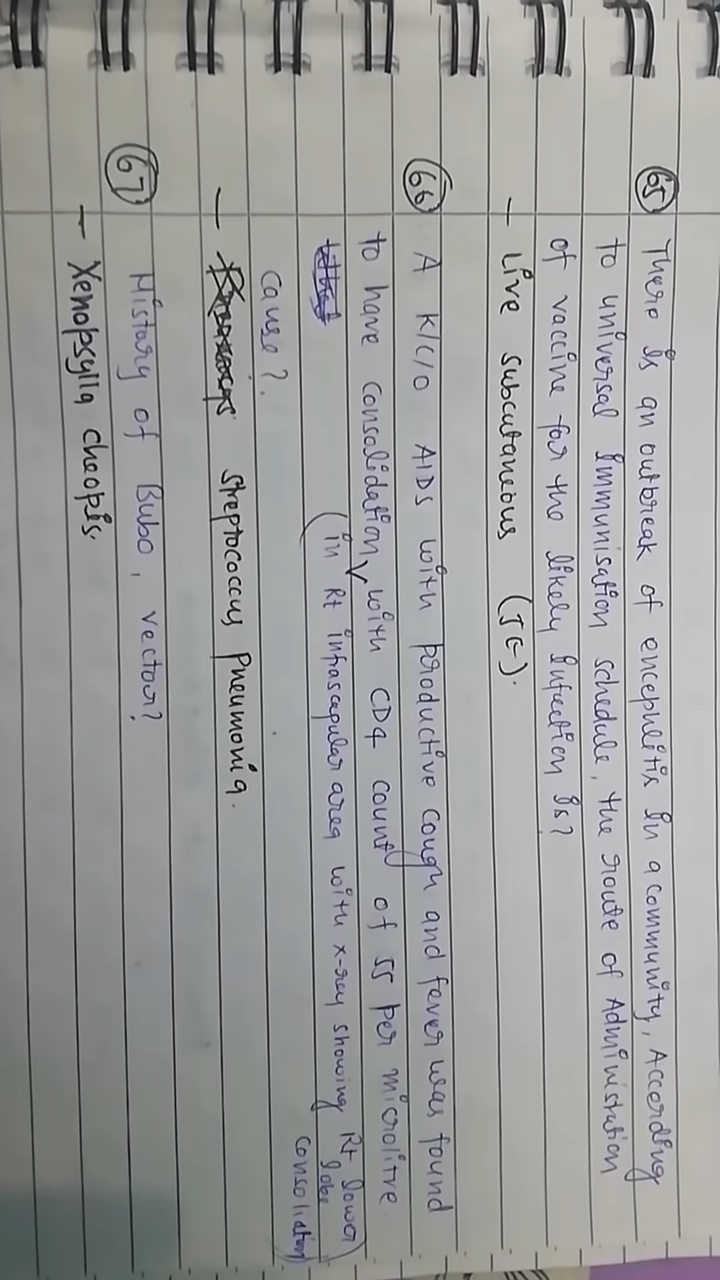 65 There is an outbreak of encephelitis in a community, According
to universal Immunisation schedule, the route of Administration
of vaccine for the likely infection is?
– Live subcutaneous (JE).
66 A K/C/O AIDS with productive cough and fever was found
to have consolidation with CD4 count of 55 per microlitre
(in Rt infrascapular area with x-ray showing Rt. lower lobe consolidation)
cause?
– streptococcus pneumonia.
67 History of Bubo, vector?
– Xenopsylla cheopis.